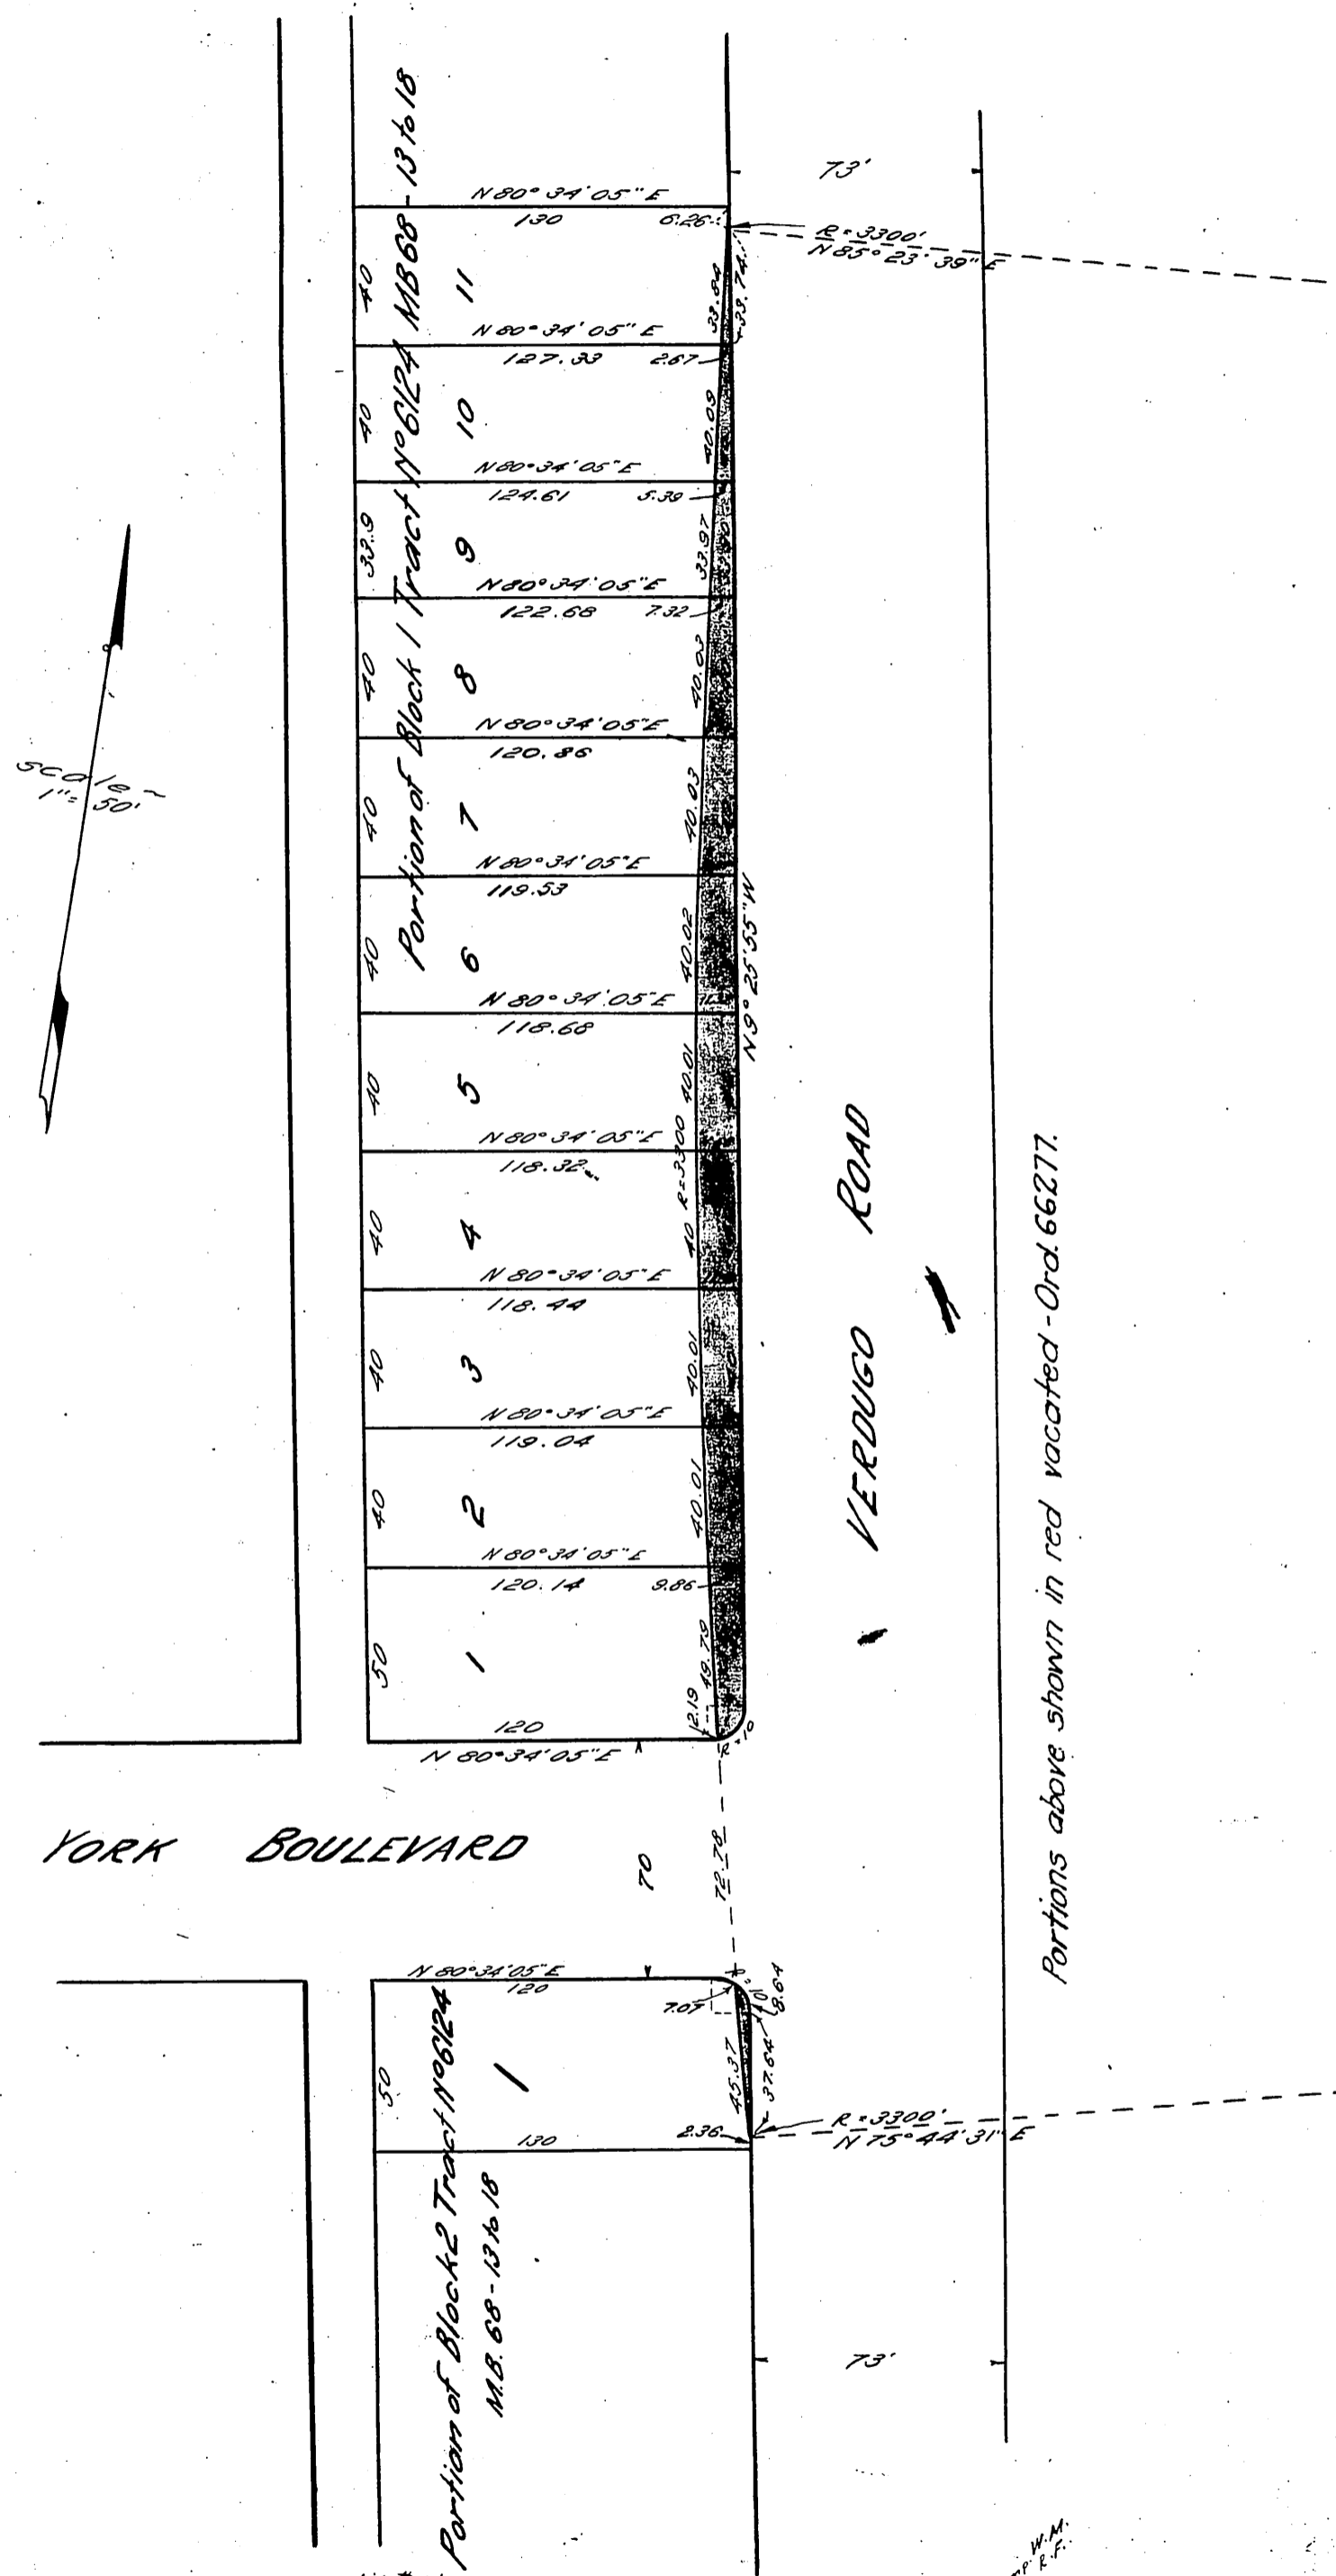 73'
N 80° 34' 05" E
130
6.26
R = 3300'
N 85° 23' 39" E
Portion of Block 1 Tract Nº 6124 MB 68 - 13 to 18
40
11
33.84
33.74
N 80° 34' 05" E
127.33
2.67
40
10
40.09
N 80° 34' 05" E
124.61
5.39
33.9
9
33.97
N 80° 34' 05" E
122.68
7.32
40
8
40.03
N 80° 34' 05" E
120.86
scale ~
1" = 50'
40
7
40.03
N 80° 34' 05" E
119.53
40
6
40.02
N 9° 25' 55" W
N 80° 34' 05" E
118.68
40
5
40.01
N 80° 34' 05" E
118.32
R = 3300
40
4
40
N 80° 34' 05" E
118.44
40
3
40.01
N 80° 34' 05" E
119.04
40
2
40.01
N 80° 34' 05" E
120.14
9.86
50
1
49.79
2.19
120
R = 10
N 80° 34' 05" E
VERDUGO ROAD
Portions above shown in red vacated - Ord. 66277.
YORK BOULEVARD
70
72.78
N 80° 34' 05" E
120
7.07
8.64
50
1
45.37
37.64
2.36
130
R = 3300'
N 75° 44' 31" E
Portion of Block 2 Tract Nº 6124
M.B. 68 - 13 to 18
73'
W.M.
R.F.